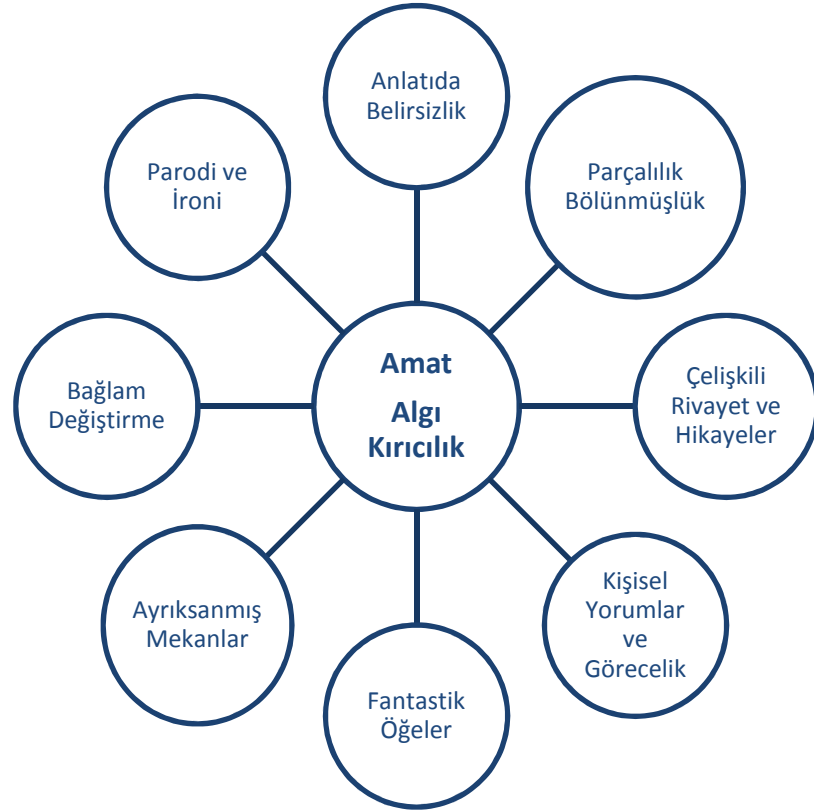 Anlatıda
Belirsizlik
Parçalılık
Bölünmüşlük
Çelişkili
Rivayet ve
Hikayeler
Kişisel
Yorumlar
ve
Görecelik
Fantastik
Öğeler
Ayrıksanmış
Mekanlar
Bağlam
Değiştirme
Parodi ve
İroni
Amat
Algı
Kırıcılık